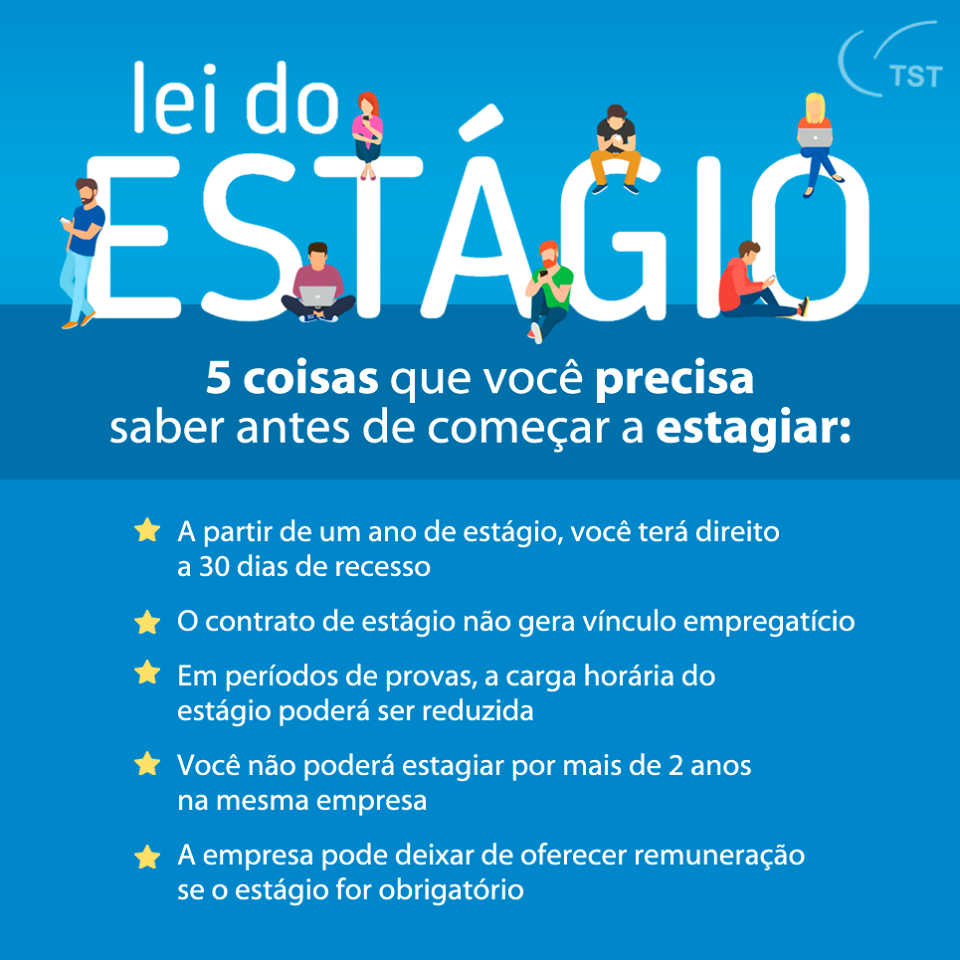 TST
lei do
ESTÁGIO
5 coisas que você precisa
saber antes de começar a estagiar:
A partir de um ano de estágio, você terá direito
a 30 dias de recesso
O contrato de estágio não gera vínculo empregatício
Em períodos de provas, a carga horária do
estágio poderá ser reduzida
Você não poderá estagiar por mais de 2 anos
na mesma empresa
A empresa pode deixar de oferecer remuneração
se o estágio for obrigatório